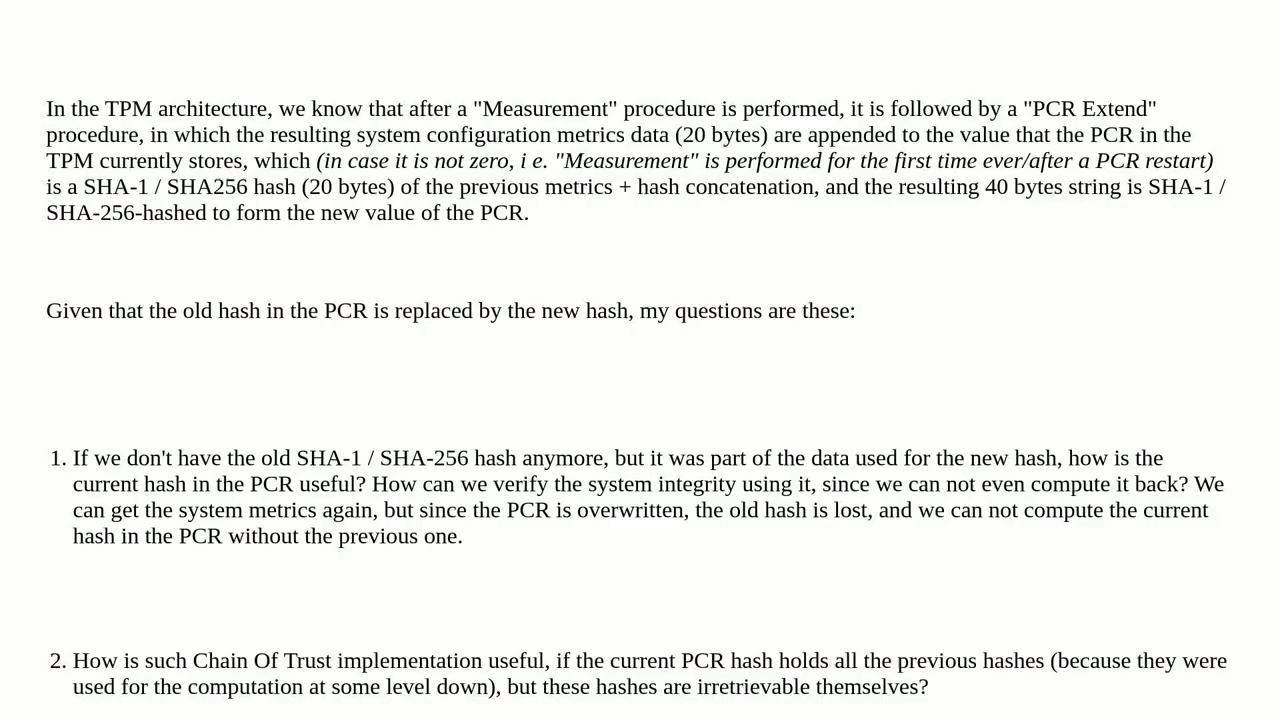 In the TPM architecture, we know that after a "Measurement" procedure is performed, it is followed by a "PCR Extend"
procedure, in which the resulting system configuration metrics data (20 bytes) are appended to the value that the PCR in the
TPM currently stores, which (in case it is not zero, i e. "Measurement" is performed for the first time ever/after a PCR restart)
is a SHA-1 / SHA256 hash (20 bytes) of the previous metrics + hash concatenation, and the resulting 40 bytes string is SHA-1 /
SHA-256-hashed to form the new value of the PCR.
Given that the old hash in the PCR is replaced by the new hash, my questions are these:
1. If we don't have the old SHA-1 / SHA-256 hash anymore, but it was part of the data used for the new hash, how is the
current hash in the PCR useful? How can we verify the system integrity using it, since we can not even compute it back? We
can get the system metrics again, but since the PCR is overwritten, the old hash is lost, and we can not compute the current
hash in the PCR without the previous one.
2. How is such Chain Of Trust implementation useful, if the current PCR hash holds all the previous hashes (because they were
used for the computation at some level down), but these hashes are irretrievable themselves?